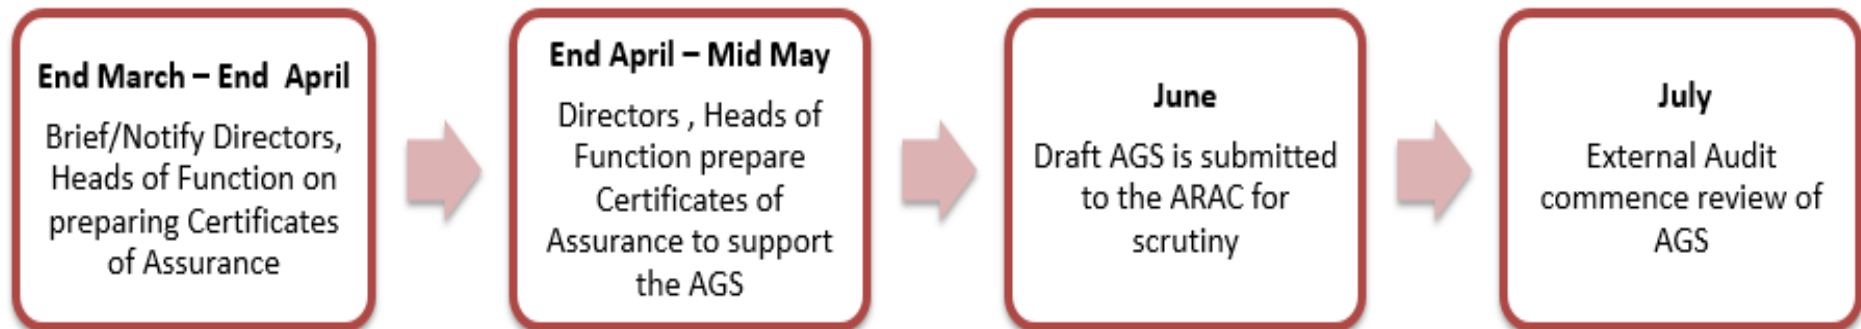 End March – End  April
Brief/Notify Directors,
Heads of Function on
preparing Certificates
of Assurance
End April – Mid May
Directors , Heads of
Function prepare
Certificates of
Assurance to support
the AGS
June
Draft AGS is submitted
to the ARAC for
scrutiny
July
External Audit
commence review of
AGS